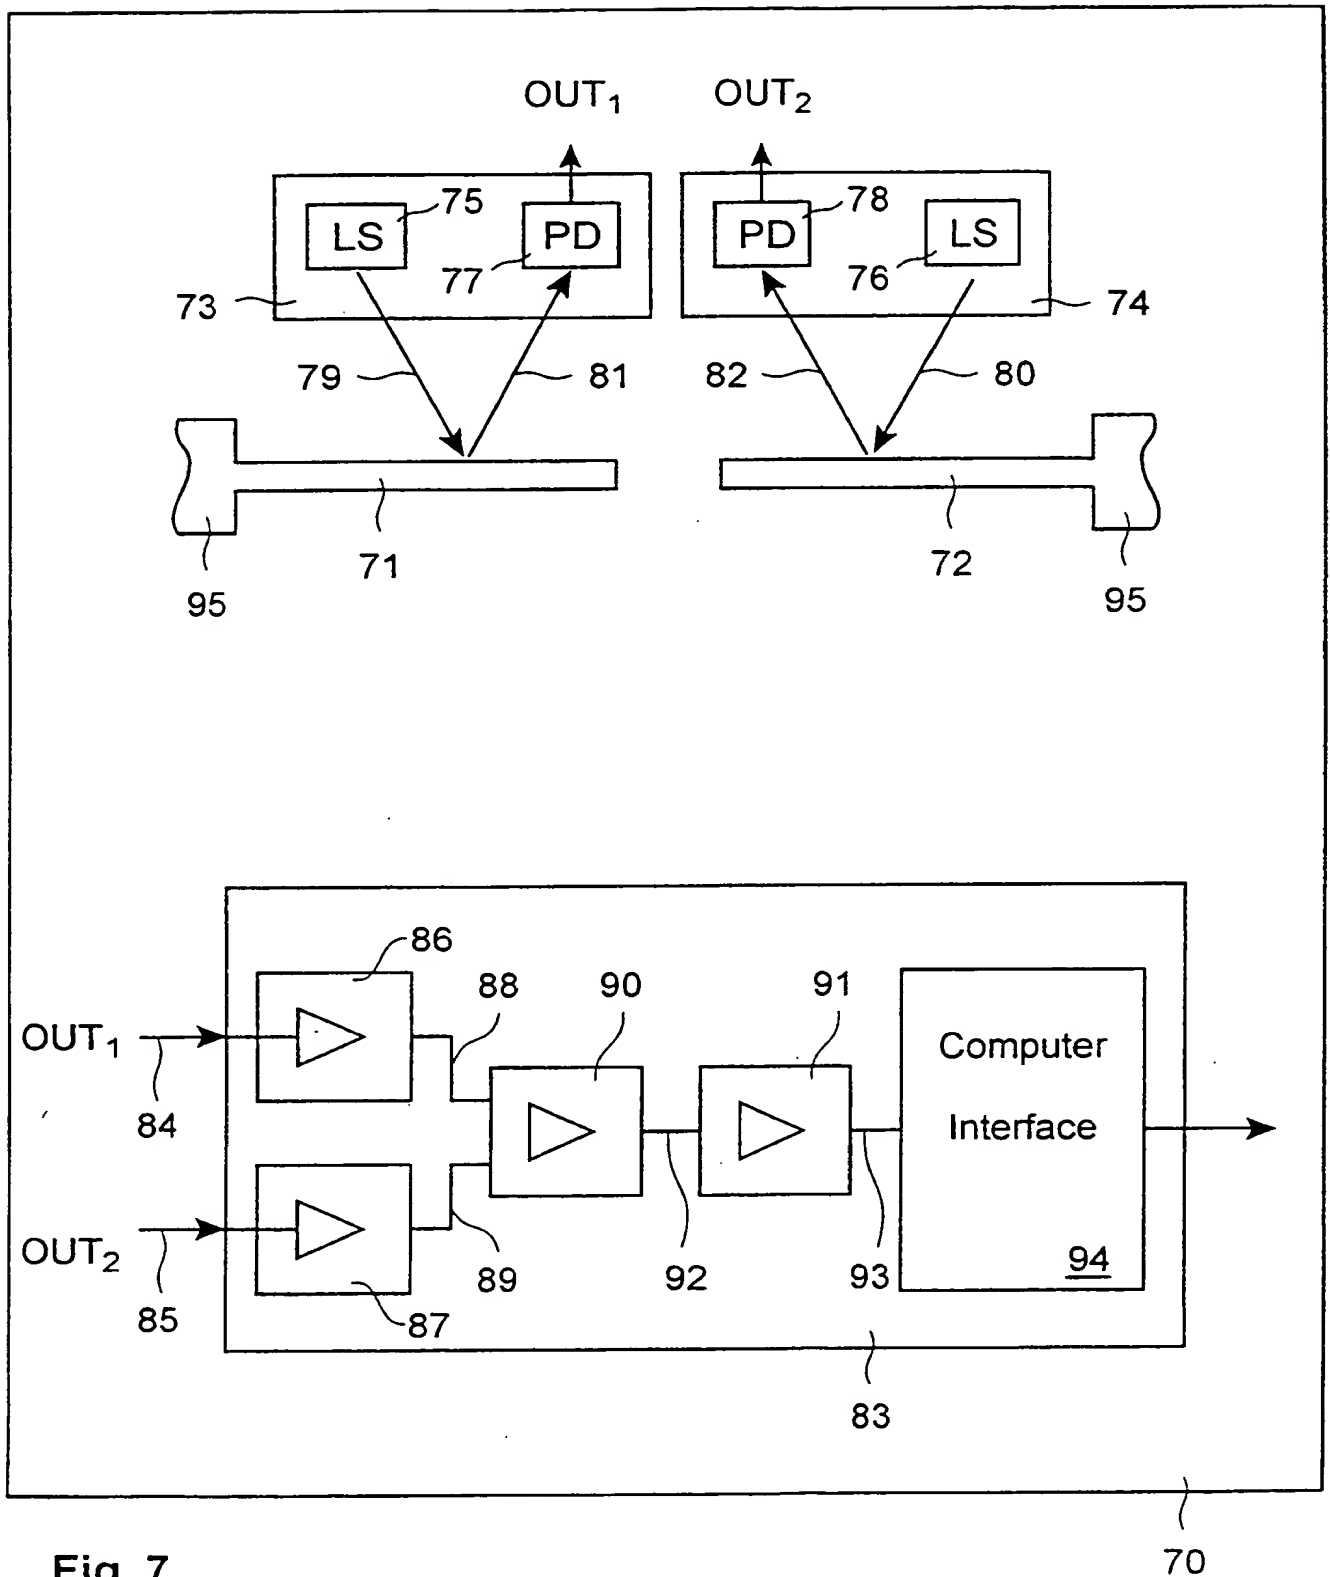 OUT1 OUT2
LS 75 PD 77 73
PD 78 76 LS 74
79 81 82 80
71 72
95 95
86
88 90 91
OUT1
84
Computer
Interface
94
OUT2
85
87 89 92 93
83
70
Fig. 7